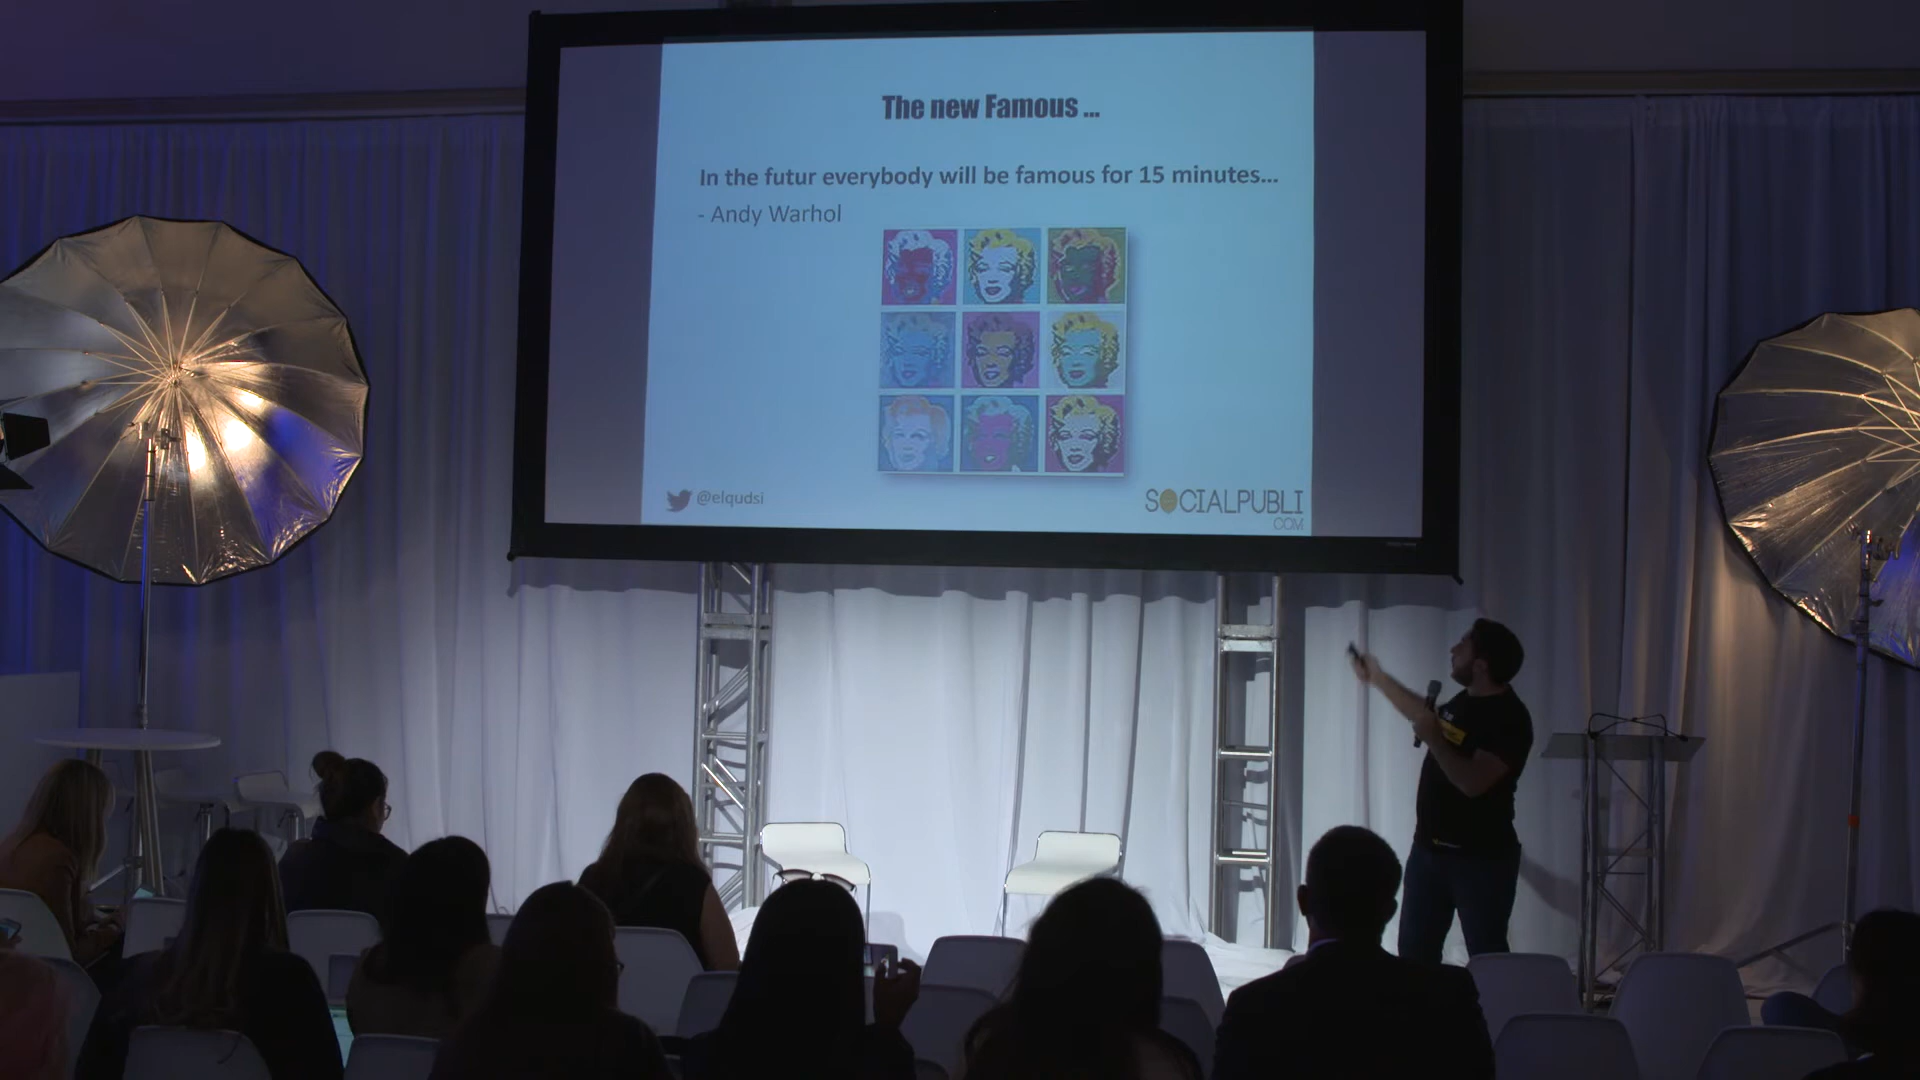 The new Famous ...
In the futur everybody will be famous for 15 minutes...
- Andy Warhol
@elqudsi
SOCIALPUBLI
COM